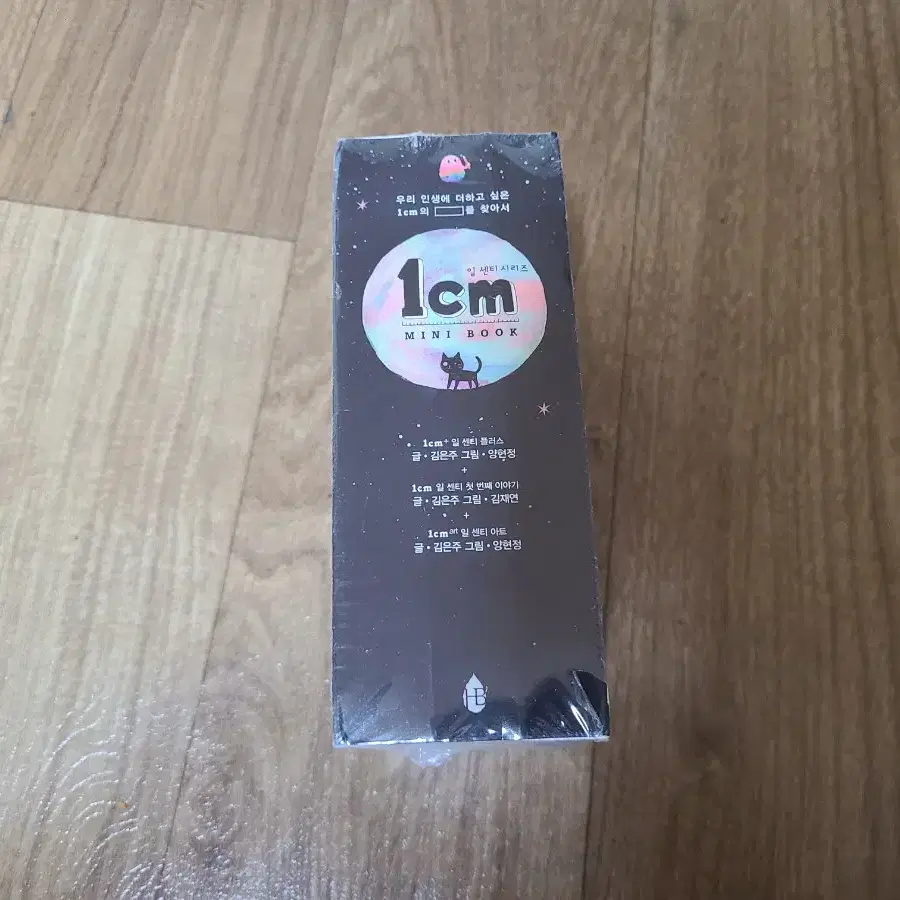 우리 인생에 더하고 싶은
1cm의 를 찾아서
일 센티 시리즈
1cm
MINI BOOK
1cm+ 일 센티 플러스
글•김은주 그림•양현정
+
1cm 일 센티 첫 번째 이야기
글•김은주 그림•김재연
+
1cm art 일 센티 아트
글•김은주 그림•양현정
HB